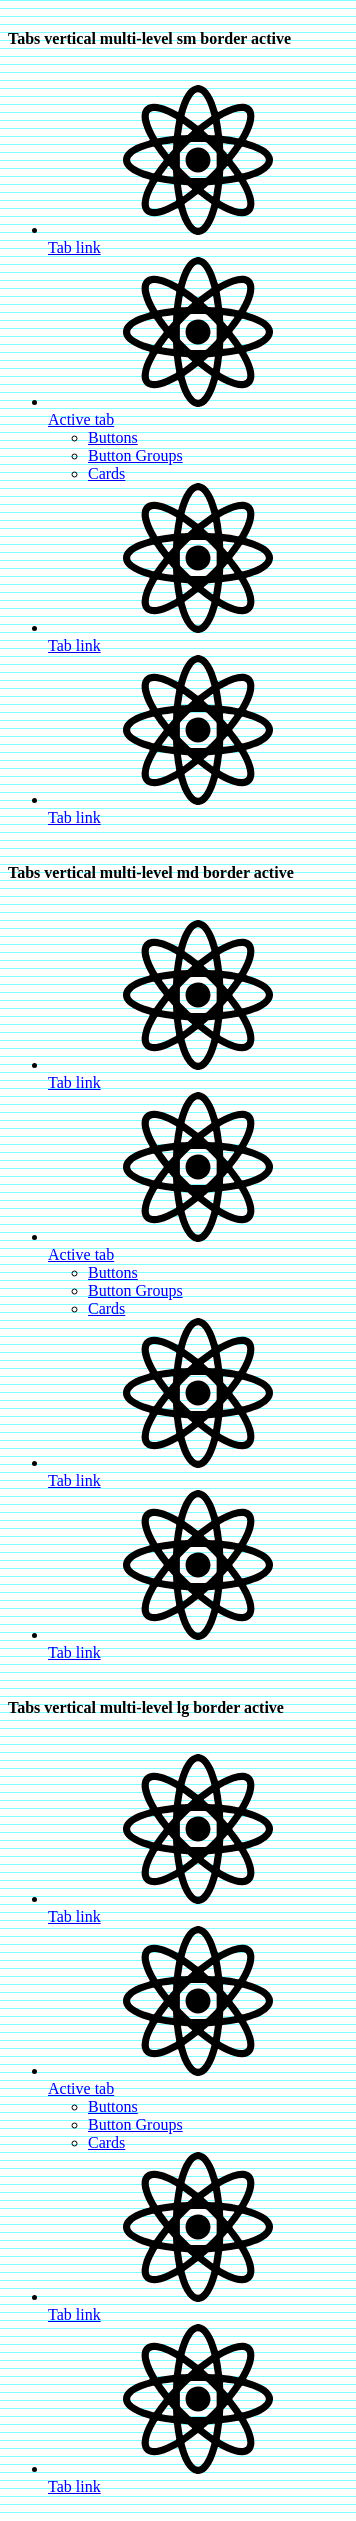 Tabs vertical multi-level sm border active
Tab link
Active tab
Buttons
Button Groups
Cards
Tab link
Tab link
Tabs vertical multi-level md border active
Tab link
Active tab
Buttons
Button Groups
Cards
Tab link
Tab link
Tabs vertical multi-level lg border active
Tab link
Active tab
Buttons
Button Groups
Cards
Tab link
Tab link